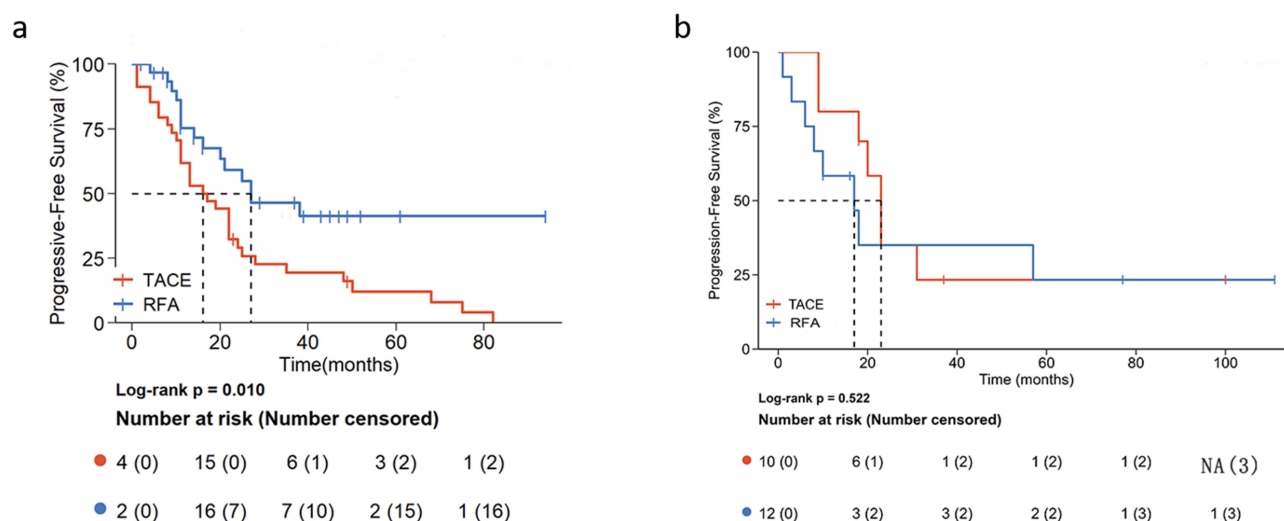 a
Progressive-Free Survival (%)
100
75
50
25
0
TACE
RFA
0 20 40 60 80
Time(months)
Log-rank p = 0.010
Number at risk (Number censored)
4 (0) 15 (0) 6 (1) 3 (2) 1 (2)
2 (0) 16 (7) 7 (10) 2 (15) 1 (16)
b
Progression-Free Survival (%)
100
75
50
25
0
TACE
RFA
0 20 40 60 80 100
Time (months)
Log-rank p = 0.522
Number at risk (Number censored)
10 (0) 6 (1) 1 (2) 1 (2) 1 (2) NA (3)
12 (0) 3 (2) 3 (2) 2 (2) 1 (3) 1 (3)